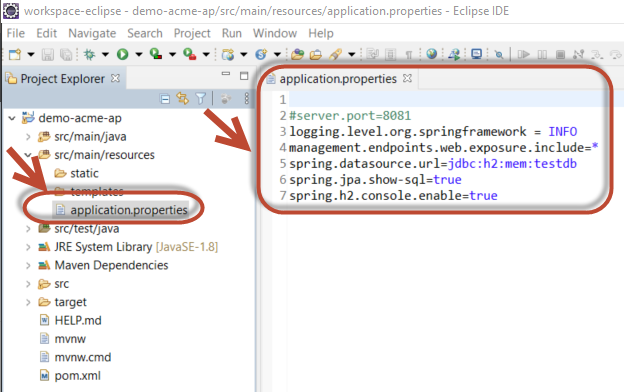 workspace-eclipse - demo-acme-ap/src/main/resources/application.properties - Eclipse IDE
File Edit Navigate Search Project Run Window Help
Project Explorer
demo-acme-ap
src/main/java
src/main/resources
static
templates
application.properties
src/test/java
JRE System Library [JavaSE-1.8]
Maven Dependencies
src
target
HELP.md
mvnw
mvnw.cmd
pom.xml
application.properties
1
2 #server.port=8081
3 logging.level.org.springframework = INFO
4 management.endpoints.web.exposure.include=*
5 spring.datasource.url=jdbc:h2:mem:testdb
6 spring.jpa.show-sql=true
7 spring.h2.console.enable=true